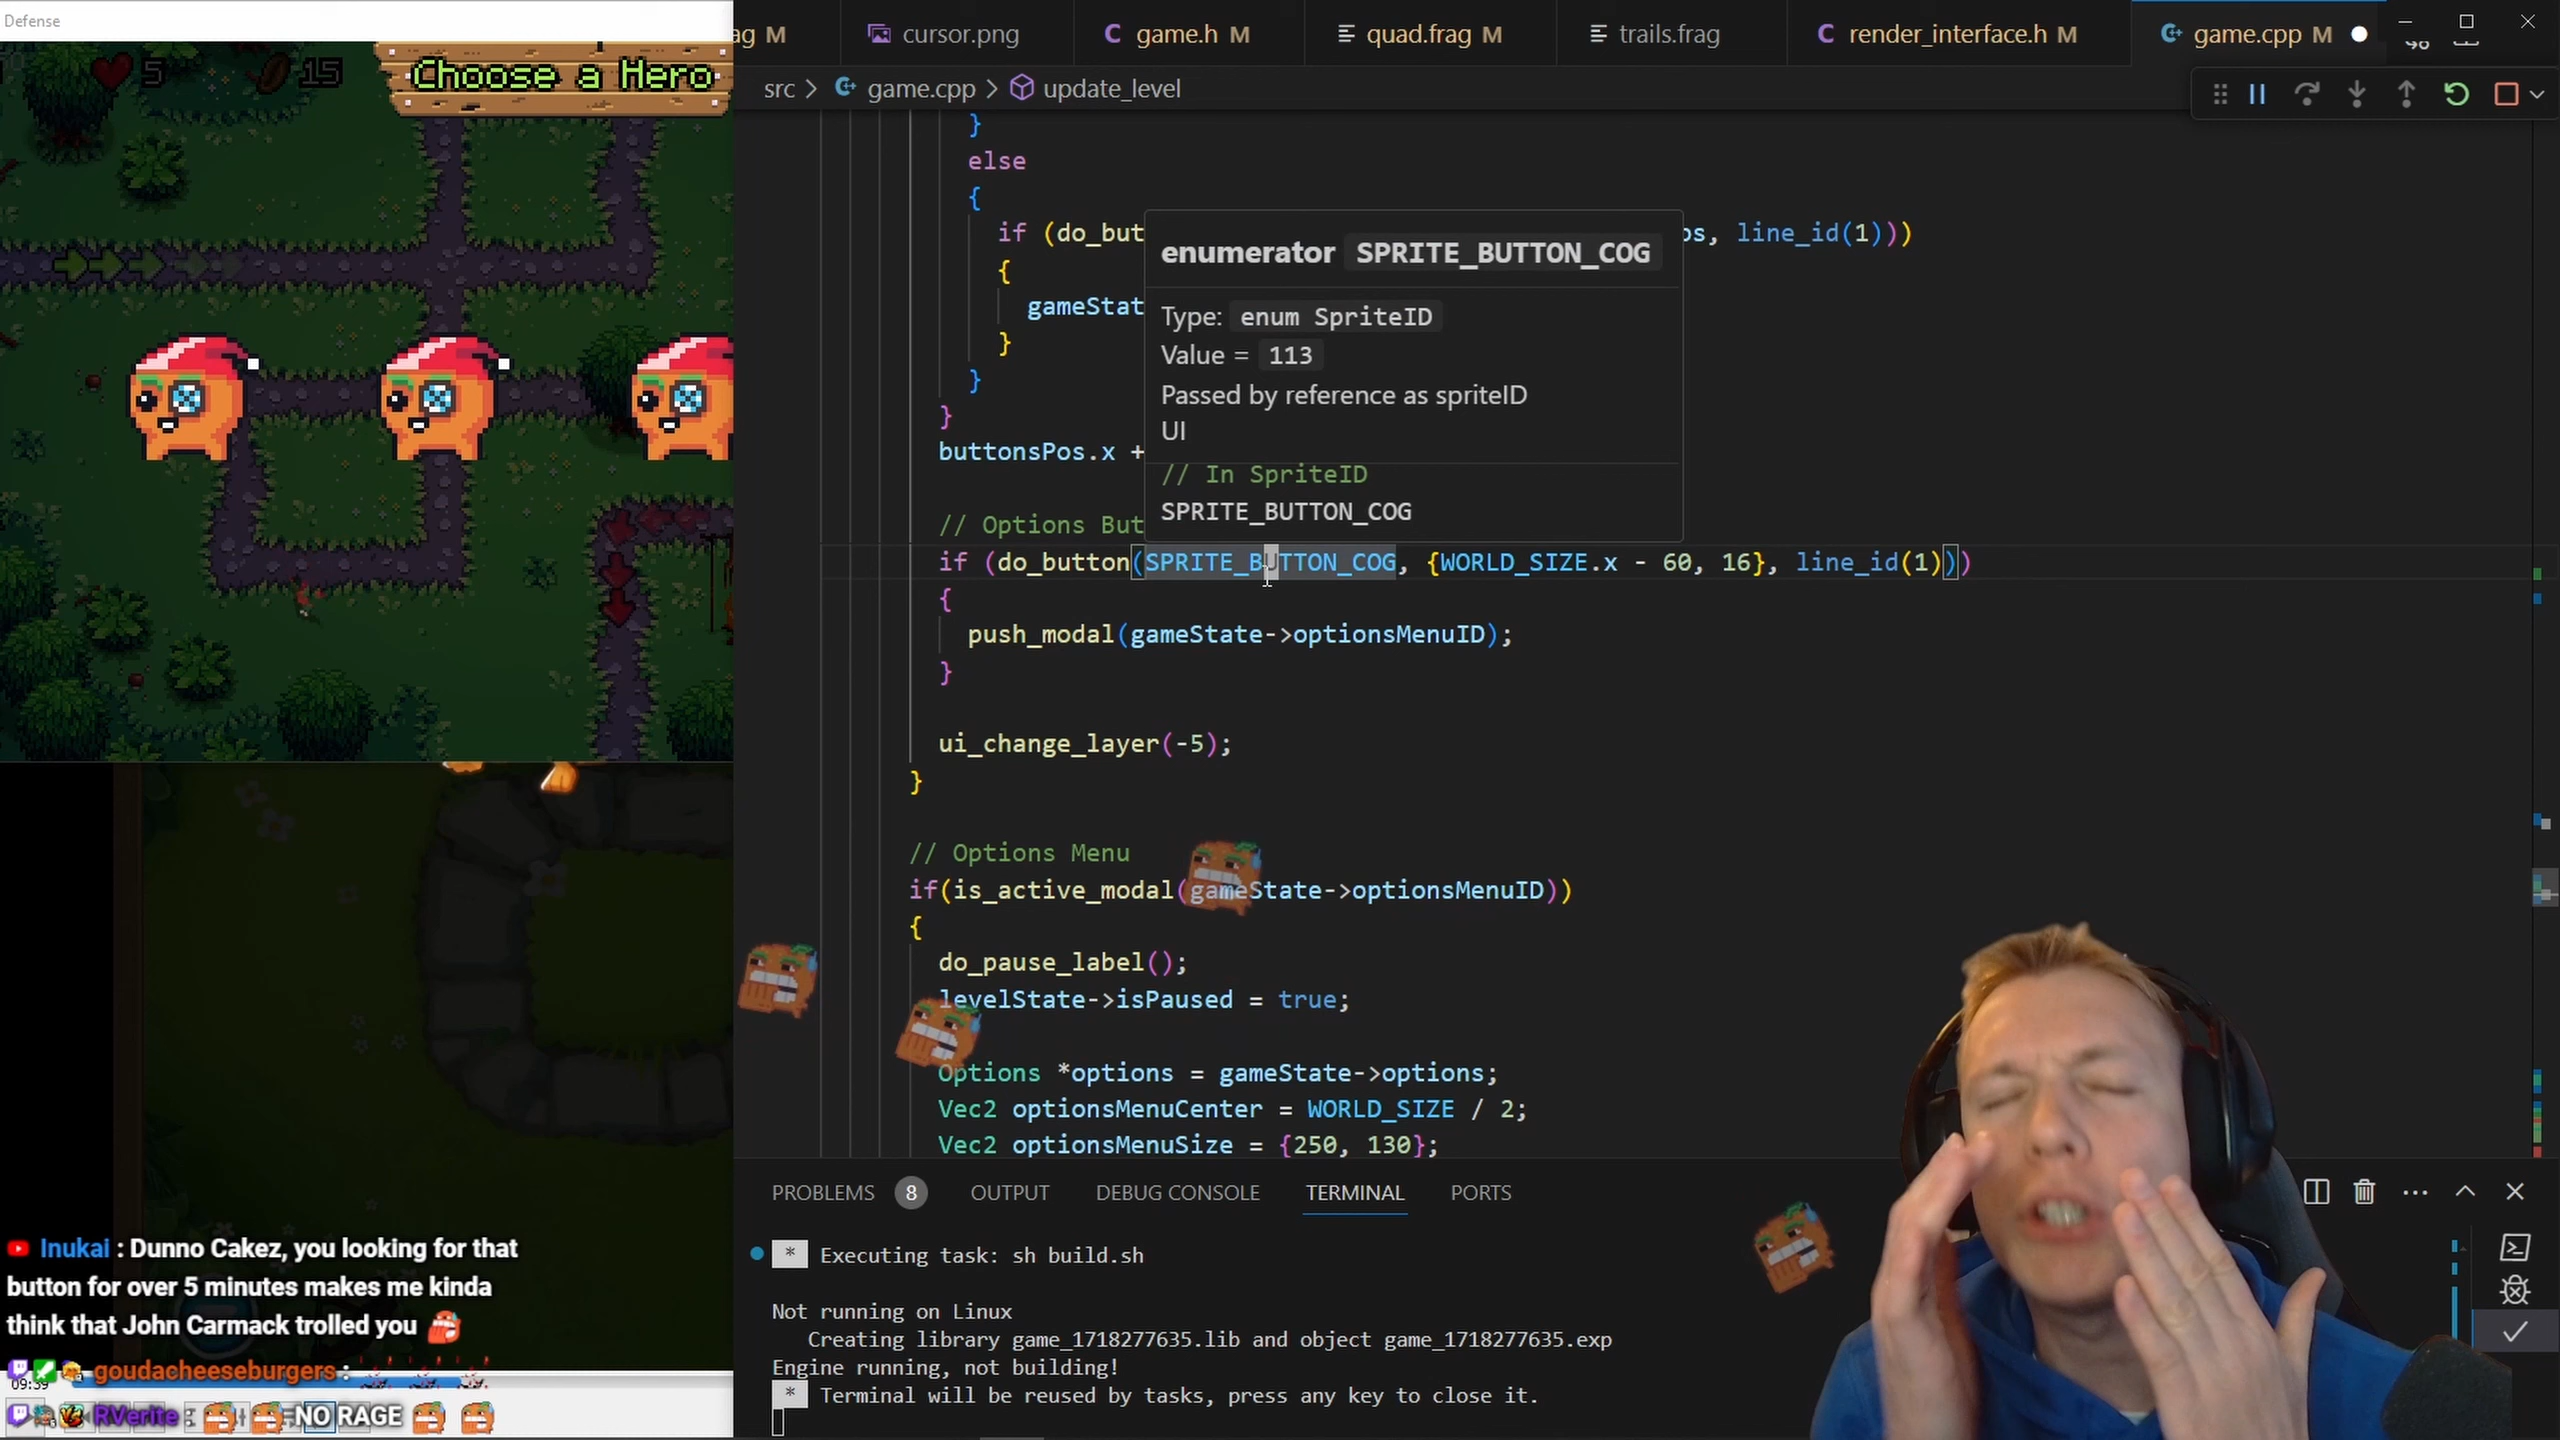 Defense
5
15
Choose a Hero
ag M
cursor.png
game.h M
quad.frag M
trails.frag
render_interface.h M
game.cpp M
src > game.cpp > update_level
}
else
{
if (do_but
os, line_id(1)))
{
gameStat
}
}
}
buttonsPos.x +
enumerator SPRITE_BUTTON_COG
Type: enum SpriteID
Value = 113
Passed by reference as spriteID
UI
// In SpriteID
SPRITE_BUTTON_COG
// Options But
if (do_button(SPRITE_BUTTON_COG, {WORLD_SIZE.x - 60, 16}, line_id(1)))
{
push_modal(gameState->optionsMenuID);
}
ui_change_layer(-5);
}
// Options Menu
if(is_active_modal(gameState->optionsMenuID))
{
do_pause_label();
levelState->isPaused = true;
Options *options = gameState->options;
Vec2 optionsMenuCenter = WORLD_SIZE / 2;
Vec2 optionsMenuSize = {250, 130};
PROBLEMS 8 OUTPUT DEBUG CONSOLE TERMINAL PORTS
* Executing task: sh build.sh
Not running on Linux
Creating library game_1718277635.lib and object game_1718277635.exp
Engine running, not building!
* Terminal will be reused by tasks, press any key to close it.
Inukai : Dunno Cakez, you looking for that
button for over 5 minutes makes me kinda
think that John Carmack trolled you
goudacheeseburgers :
09:59
RVerite : NO RAGE